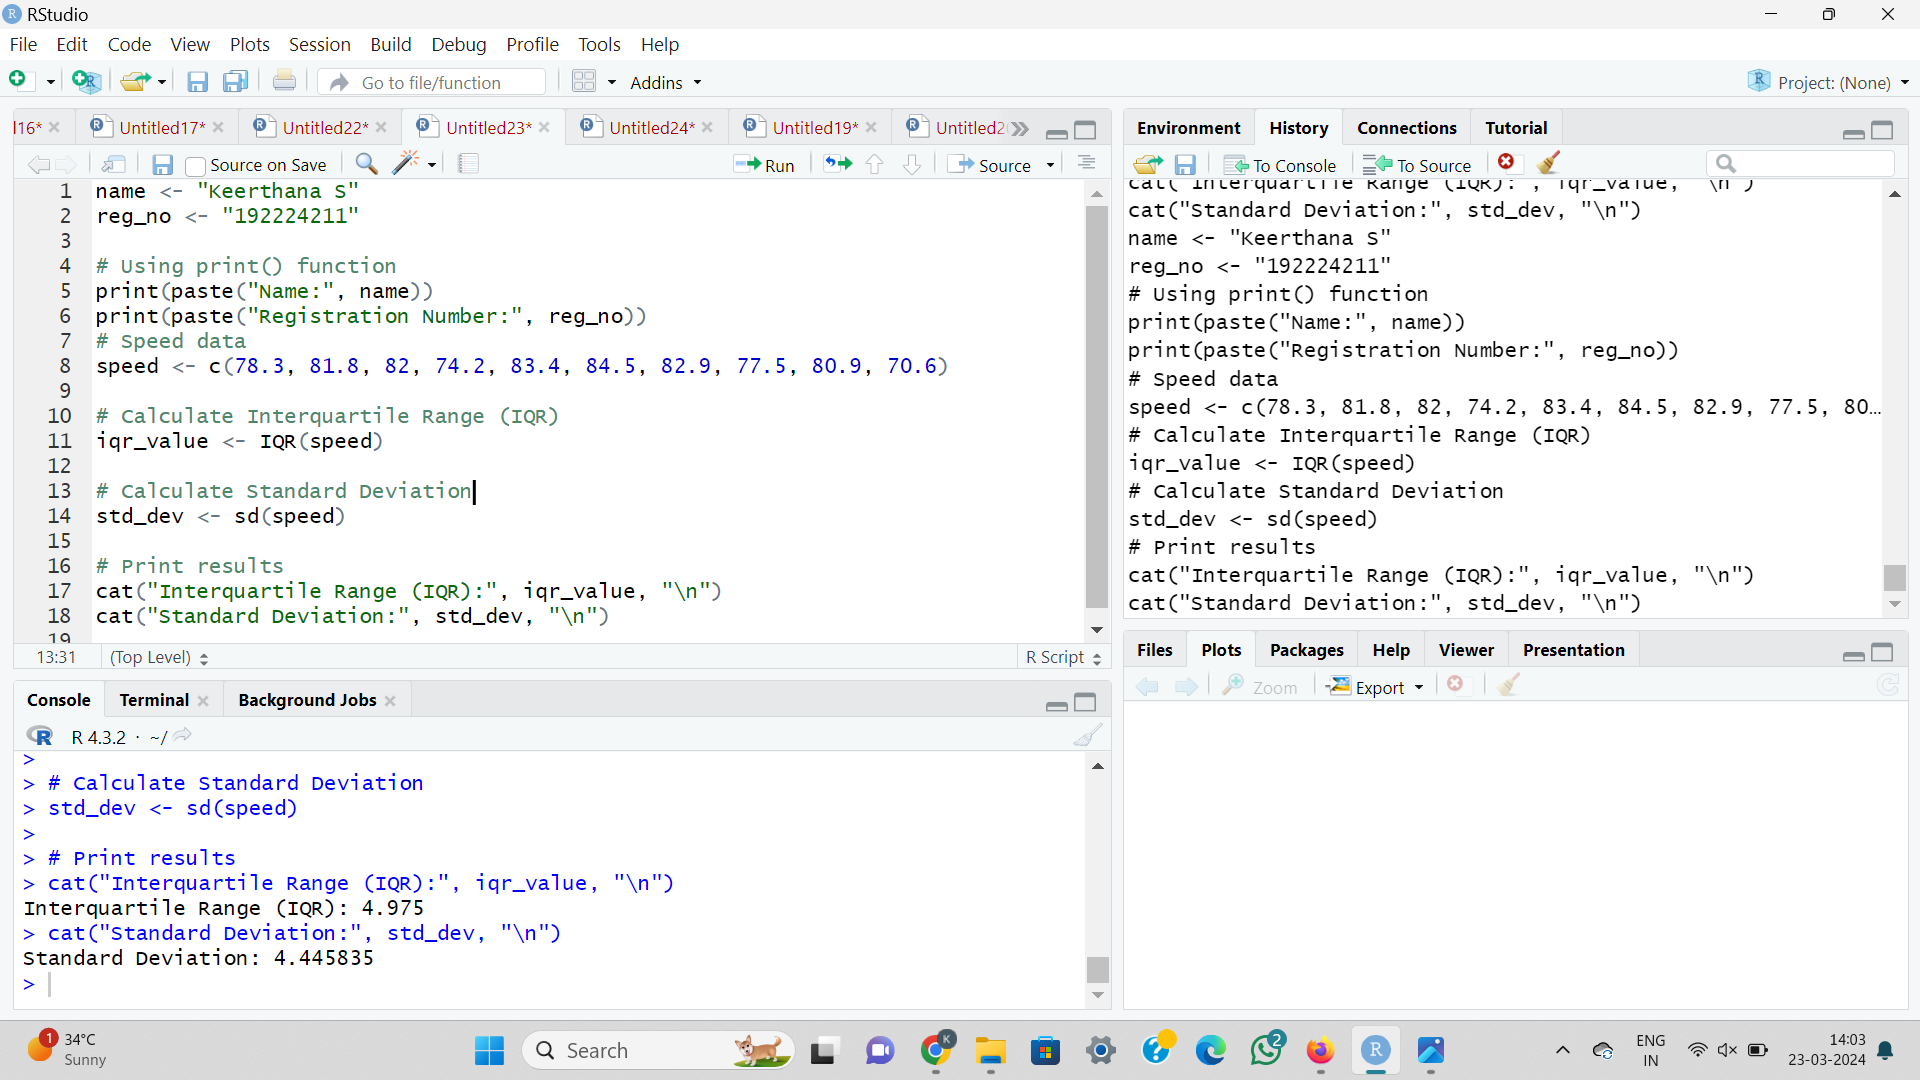 RStudio
File Edit Code View Plots Session Build Debug Profile Tools Help
Go to file/function Addins Project: (None)
l16* Untitled17* Untitled22* Untitled23* Untitled24* Untitled19* Untitled2
Source on Save Run Source
1 name <- "Keerthana S"
2 reg_no <- "192224211"
3
4 # Using print() function
5 print(paste("Name:", name))
6 print(paste("Registration Number:", reg_no))
7 # Speed data
8 speed <- c(78.3, 81.8, 82, 74.2, 83.4, 84.5, 82.9, 77.5, 80.9, 70.6)
9
10 # Calculate Interquartile Range (IQR)
11 iqr_value <- IQR(speed)
12
13 # Calculate Standard Deviation
14 std_dev <- sd(speed)
15
16 # Print results
17 cat("Interquartile Range (IQR):", iqr_value, "\n")
18 cat("Standard Deviation:", std_dev, "\n")
19
13:31 (Top Level) R Script
Console Terminal Background Jobs
R 4.3.2 · ~/
>
> # Calculate Standard Deviation
> std_dev <- sd(speed)
>
> # Print results
> cat("Interquartile Range (IQR):", iqr_value, "\n")
Interquartile Range (IQR): 4.975
> cat("Standard Deviation:", std_dev, "\n")
Standard Deviation: 4.445835
>
Environment History Connections Tutorial
To Console To Source
cat("Interquartile Range (IQR):", iqr_value, "\n")
cat("Standard Deviation:", std_dev, "\n")
name <- "Keerthana S"
reg_no <- "192224211"
# Using print() function
print(paste("Name:", name))
print(paste("Registration Number:", reg_no))
# Speed data
speed <- c(78.3, 81.8, 82, 74.2, 83.4, 84.5, 82.9, 77.5, 80…
# Calculate Interquartile Range (IQR)
iqr_value <- IQR(speed)
# Calculate Standard Deviation
std_dev <- sd(speed)
# Print results
cat("Interquartile Range (IQR):", iqr_value, "\n")
cat("Standard Deviation:", std_dev, "\n")
Files Plots Packages Help Viewer Presentation
Zoom Export
1 34°C
Sunny
Search
K
2
ENG
IN
14:03
23-03-2024